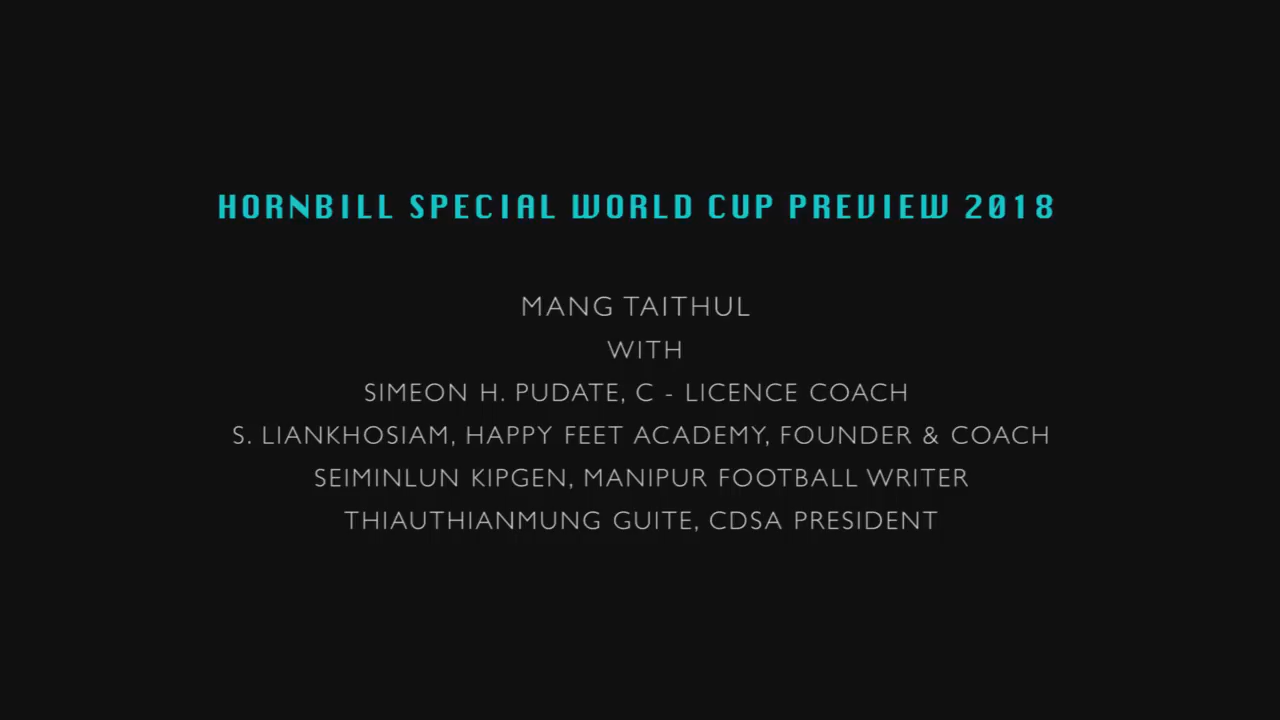 HORNBILL SPECIAL WORLD CUP PREVIEW 2018
MANG TAITHUL
WITH
SIMEON H. PUDATE, C - LICENCE COACH
S. LIANKHOSIAM, HAPPY FEET ACADEMY, FOUNDER & COACH
SEIMINLUN KIPGEN, MANIPUR FOOTBALL WRITER
THIAUTHIANMUNG GUITE, CDSA PRESIDENT